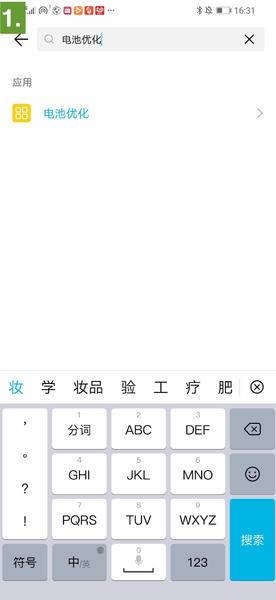 1.
16:31
电池优化
应用
电池优化
妆 学 妆品 验 工 疗 肥
, 1 2 3
分词 ABC DEF
。 4 5 6
GHI JKL MNO
? 7 8 9
PQRS TUV WXYZ
!
搜索
符号 中/英 0 123